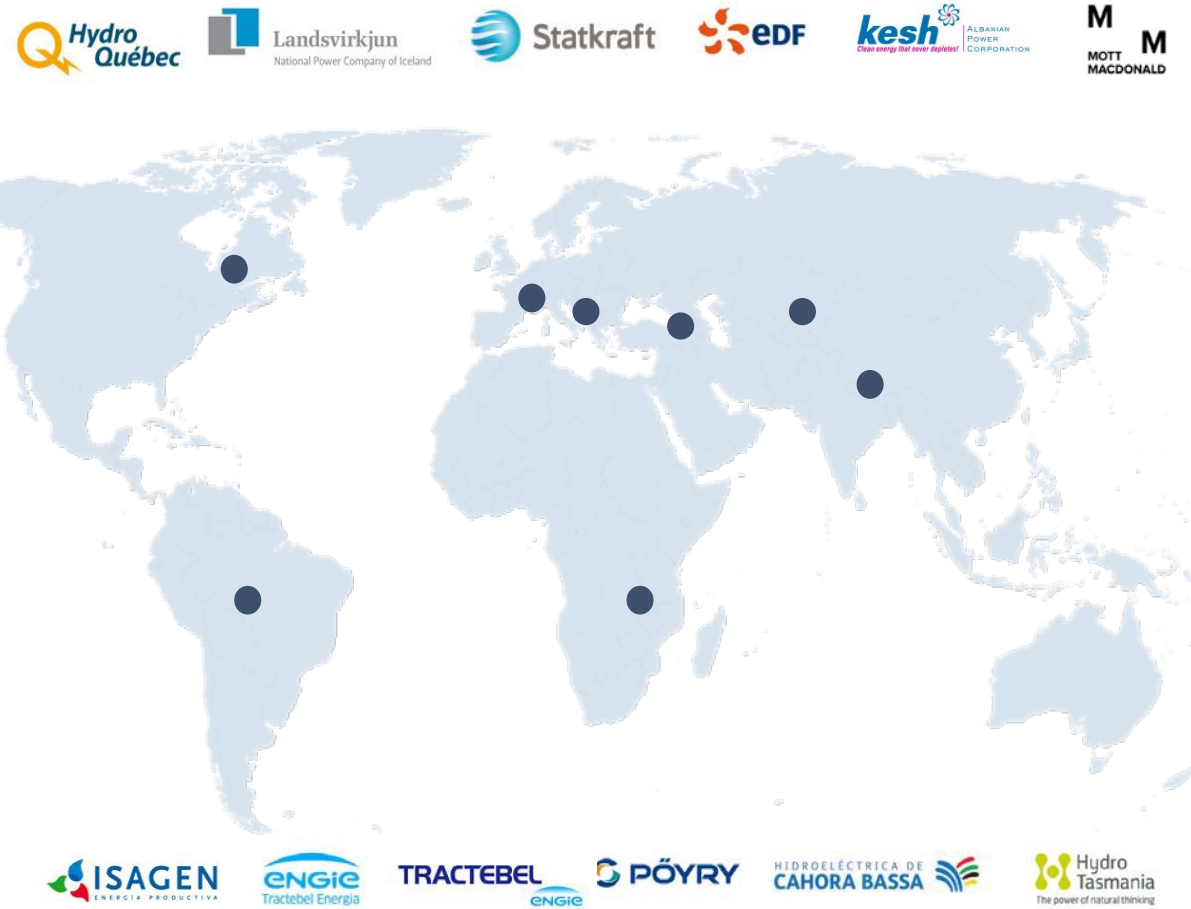 Hydro
Québec
Landsvirkjun
National Power Company of Iceland
Statkraft
eDF
kesh
Clean energy that never depletes!
ALBANIAN
POWER
CORPORATION
M
M
MOTT
MACDONALD
ISAGEN
ENERGÍA PRODUCTIVA
ENGIE
Tractebel Energia
TRACTEBEL
ENGIE
PŐYRY
HIDROELÉCTRICA DE
CAHORA BASSA
Hydro
Tasmania
The power of natural thinking